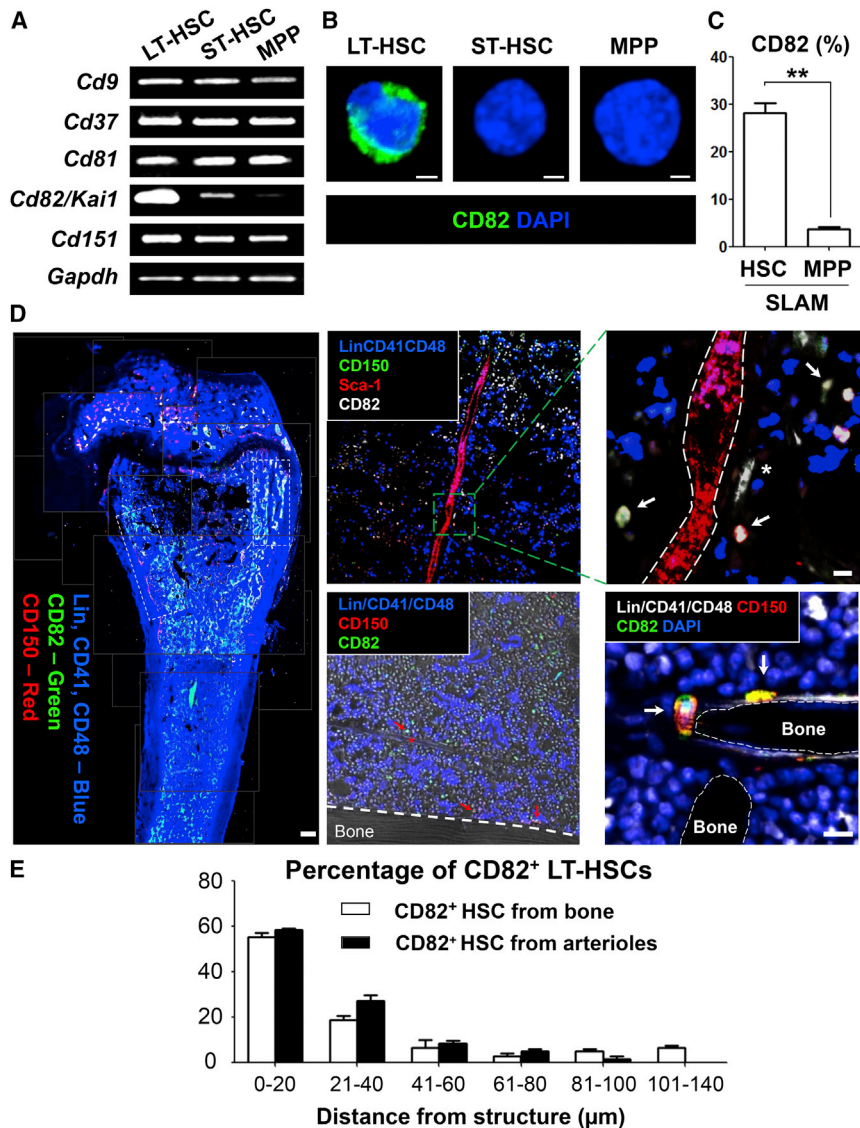 A
LT-HSC
ST-HSC
MPP
Cd9
Cd37
Cd81
Cd82/Kai1
Cd151
Gapdh
B
LT-HSC ST-HSC MPP
CD82 DAPI
C
CD82 (%)
**
40
30
20
10
0
HSC MPP
SLAM
D
Lin, CD41, CD48 – Blue
CD82 – Green
CD150 – Red
LinCD41CD48
CD150
Sca-1
CD82
*
Lin/CD41/CD48
CD150
CD82
Bone
Lin/CD41/CD48 CD150
CD82 DAPI
Bone
Bone
E
Percentage of CD82+ LT-HSCs
CD82+ HSC from bone
CD82+ HSC from arterioles
80
60
40
20
0
0-20 21-40 41-60 61-80 81-100 101-140
Distance from structure (µm)